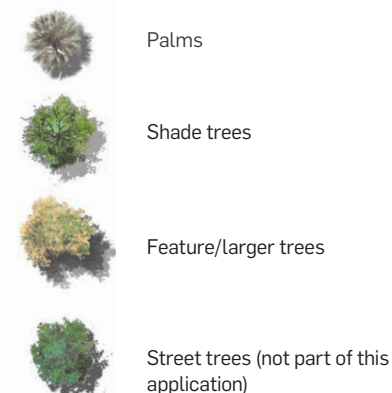 Palms
Shade trees
Feature/larger trees
Street trees (not part of this
application)